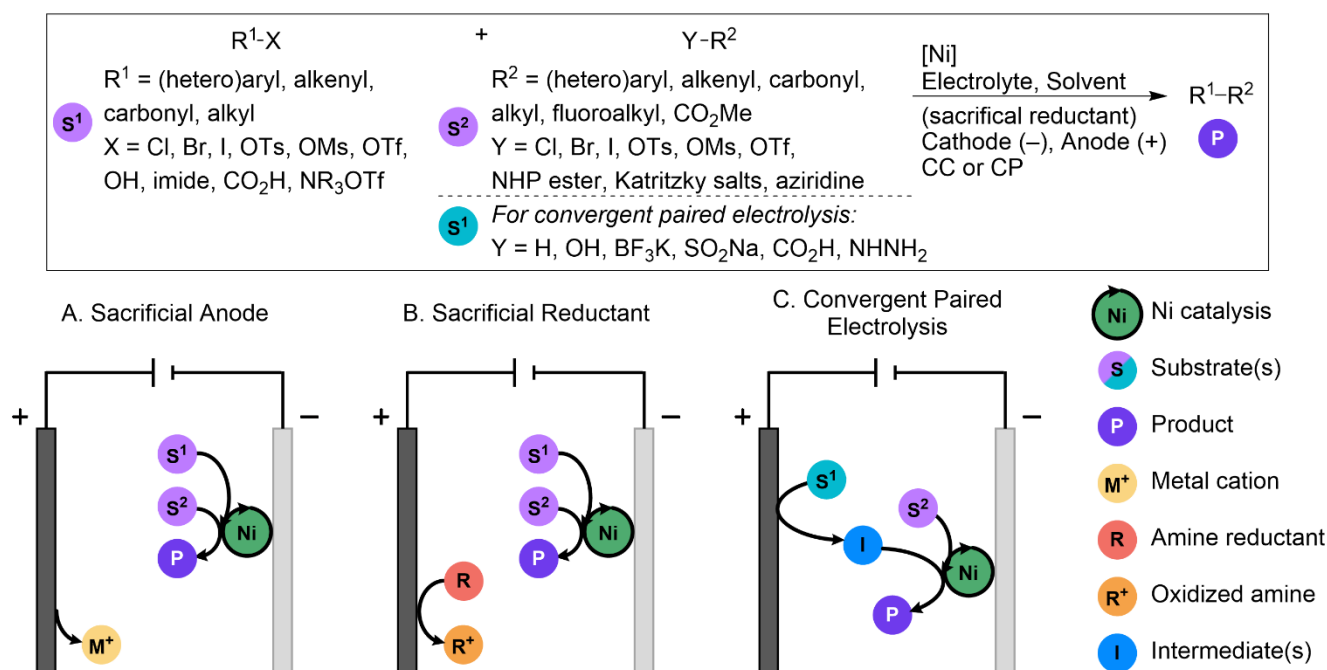 R¹-X + Y-R²
R¹ = (hetero)aryl, alkenyl,
carbonyl, alkyl
S¹
X = Cl, Br, I, OTs, OMs, OTf,
OH, imide, CO₂H, NR₃OTf
R² = (hetero)aryl, alkenyl, carbonyl,
alkyl, fluoroalkyl, CO₂Me
S²
Y = Cl, Br, I, OTs, OMs, OTf,
NHP ester, Katritzky salts, aziridine
S¹
For convergent paired electrolysis:
Y = H, OH, BF₃K, SO₂Na, CO₂H, NHNH₂
[Ni]
Electrolyte, Solvent
(sacrifical reductant)
Cathode (–), Anode (+)
CC or CP
R¹–R²
P
A. Sacrificial Anode
+
–
S¹
S²
Ni
P
M⁺
B. Sacrificial Reductant
+
–
S¹
S²
Ni
P
R
R⁺
C. Convergent Paired
Electrolysis
+
–
S¹
S²
I
Ni
P
Ni Ni catalysis
S Substrate(s)
P Product
M⁺ Metal cation
R Amine reductant
R⁺ Oxidized amine
I Intermediate(s)